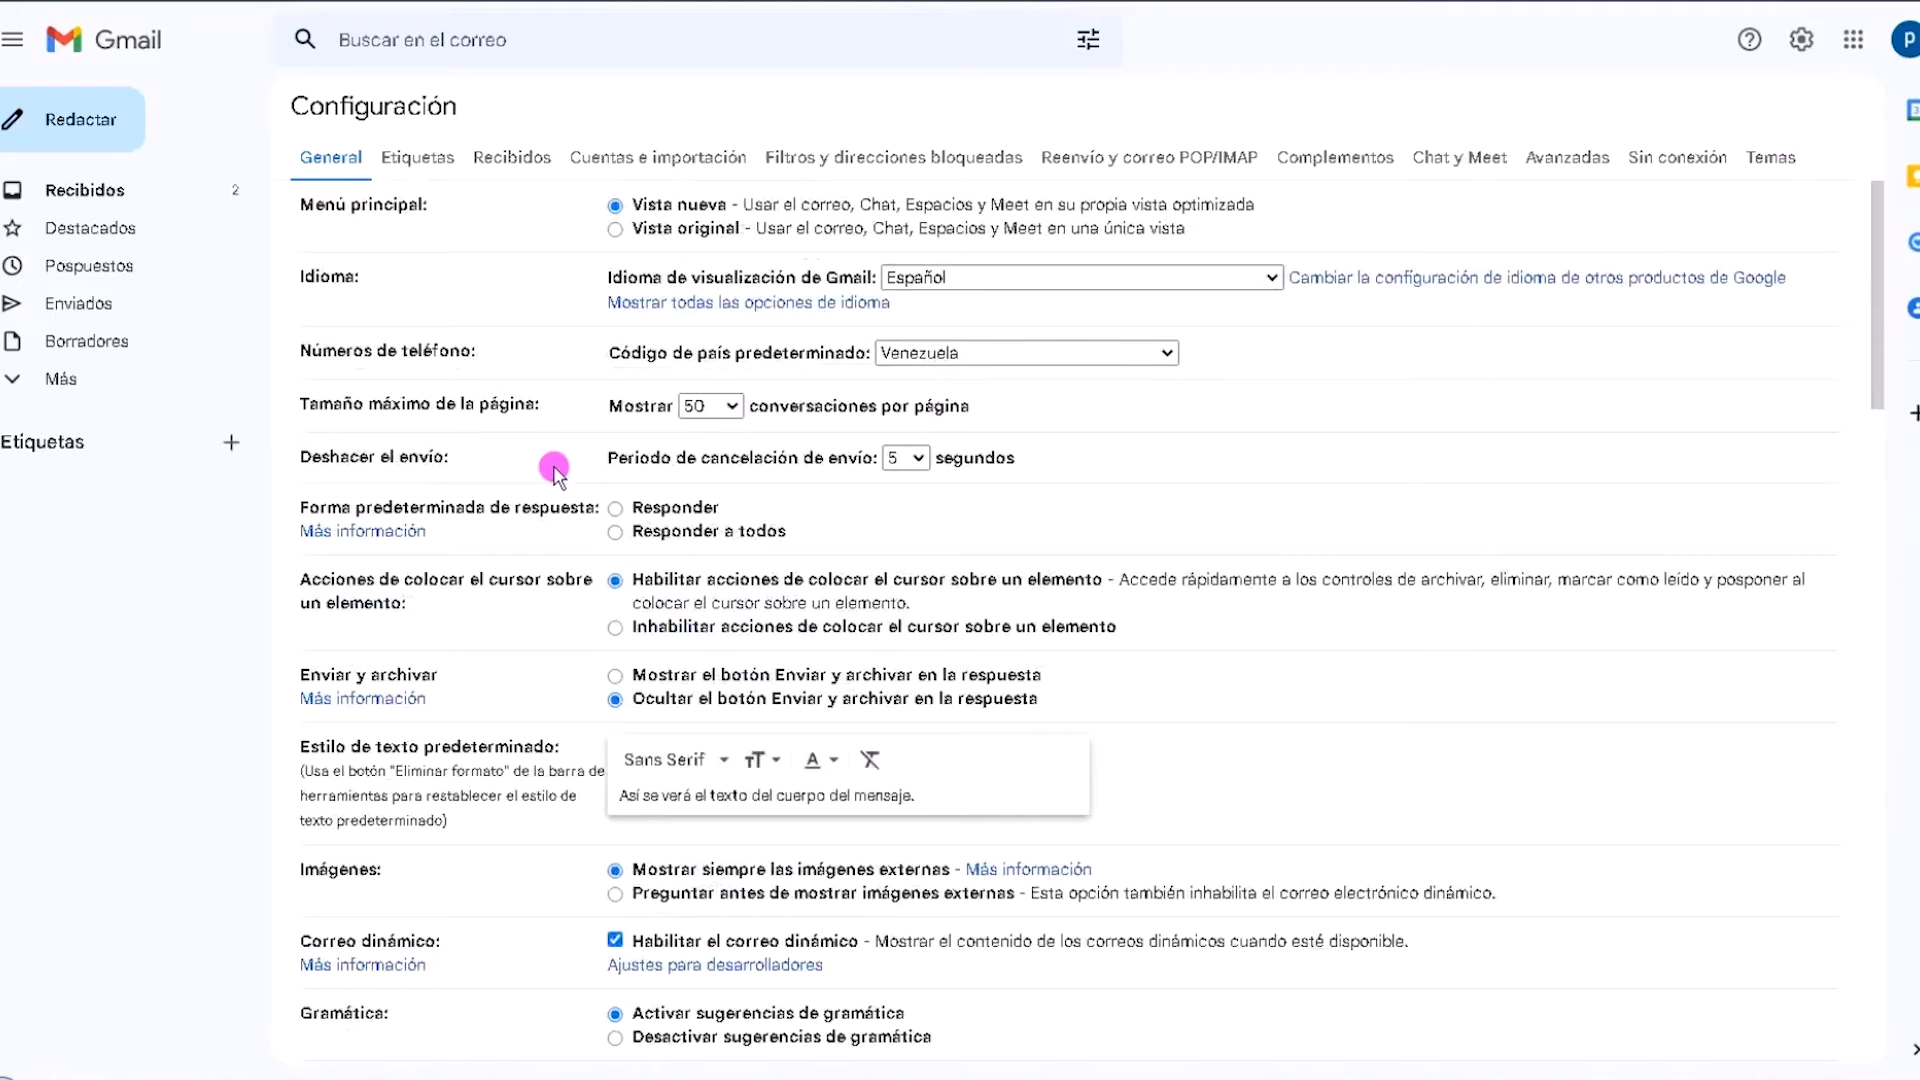 Gmail
Buscar en el correo
P
Redactar
Recibidos 2
Destacados
Pospuestos
Enviados
Borradores
Más
Etiquetas
Configuración
General Etiquetas Recibidos Cuentas e importación Filtros y direcciones bloqueadas Reenvío y correo POP/IMAP Complementos Chat y Meet Avanzadas Sin conexión Temas
Menú principal: Vista nueva - Usar el correo, Chat, Espacios y Meet en su propia vista optimizada
Vista original - Usar el correo, Chat, Espacios y Meet en una única vista
Idioma: Idioma de visualización de Gmail: Español Cambiar la configuración de idioma de otros productos de Google
Mostrar todas las opciones de idioma
Números de teléfono: Código de país predeterminado: Venezuela
Tamaño máximo de la página: Mostrar 50 conversaciones por página
Deshacer el envío: Periodo de cancelación de envío: 5 segundos
Forma predeterminada de respuesta: Responder
Más información Responder a todos
Acciones de colocar el cursor sobre un elemento: Habilitar acciones de colocar el cursor sobre un elemento - Accede rápidamente a los controles de archivar, eliminar, marcar como leído y posponer al
colocar el cursor sobre un elemento.
Inhabilitar acciones de colocar el cursor sobre un elemento
Enviar y archivar Mostrar el botón Enviar y archivar en la respuesta
Más información Ocultar el botón Enviar y archivar en la respuesta
Estilo de texto predeterminado:
(Usa el botón "Eliminar formato" de la barra de
herramientas para restablecer el estilo de
texto predeterminado)
Sans Serif
Así se verá el texto del cuerpo del mensaje.
Imágenes: Mostrar siempre las imágenes externas - Más información
Preguntar antes de mostrar imágenes externas - Esta opción también inhabilita el correo electrónico dinámico.
Correo dinámico: Habilitar el correo dinámico - Mostrar el contenido de los correos dinámicos cuando esté disponible.
Más información Ajustes para desarrolladores
Gramática: Activar sugerencias de gramática
Desactivar sugerencias de gramática